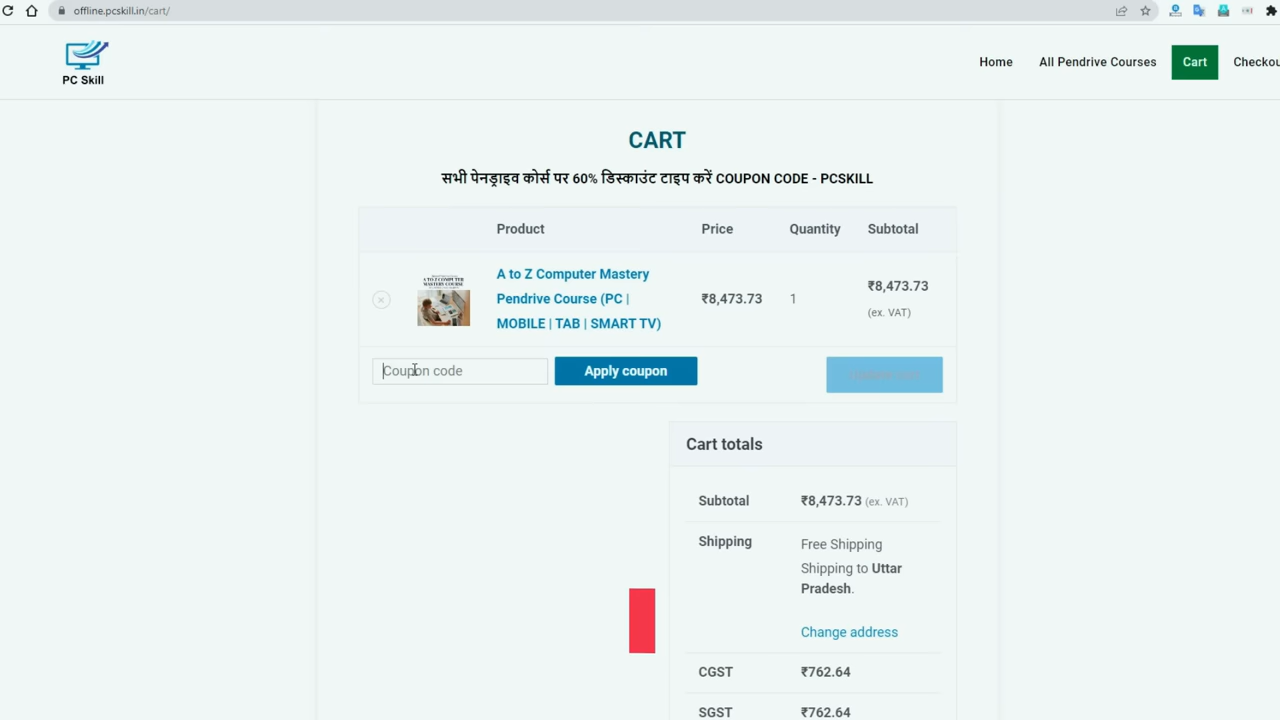 offline.pcskill.in/cart/
PC Skill
Home All Pendrive Courses Cart Checkou
CART
सभी पेनड्राइव कोर्स पर 60% डिस्काउंट टाइप करें COUPON CODE - PCSKILL
Product Price Quantity Subtotal
A to Z Computer Mastery
Pendrive Course (PC |
MOBILE | TAB | SMART TV)
₹8,473.73 1 ₹8,473.73
(ex. VAT)
Coupon code Apply coupon
Cart totals
Subtotal ₹8,473.73 (ex. VAT)
Shipping Free Shipping
Shipping to Uttar
Pradesh.
Change address
CGST ₹762.64
SGST ₹762.64